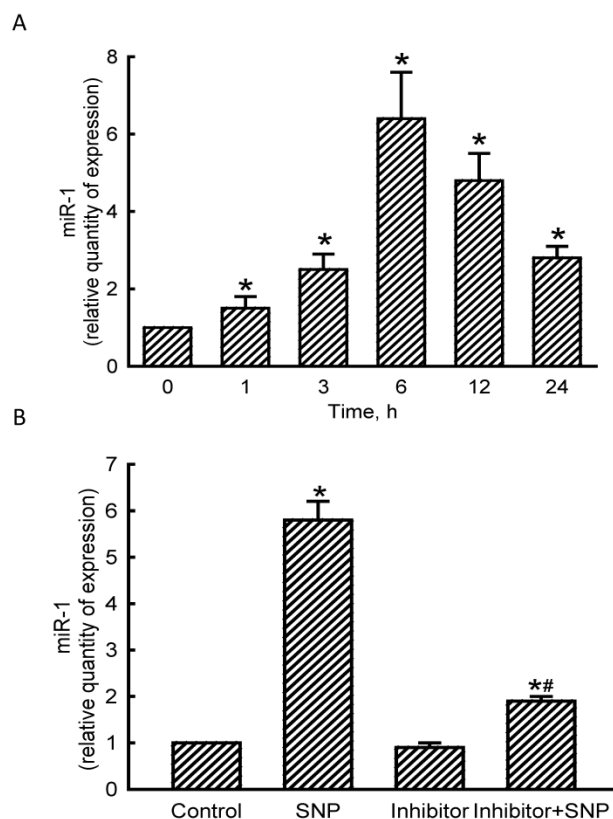 A
miR-1
(relative quantity of expression)
8
6
4
2
0
*
*
*
*
*
0 1 3 6 12 24
Time, h
B
miR-1
(relative quantity of expression)
7
6
5
4
3
2
1
0
*
*#
Control SNP Inhibitor Inhibitor+SNP